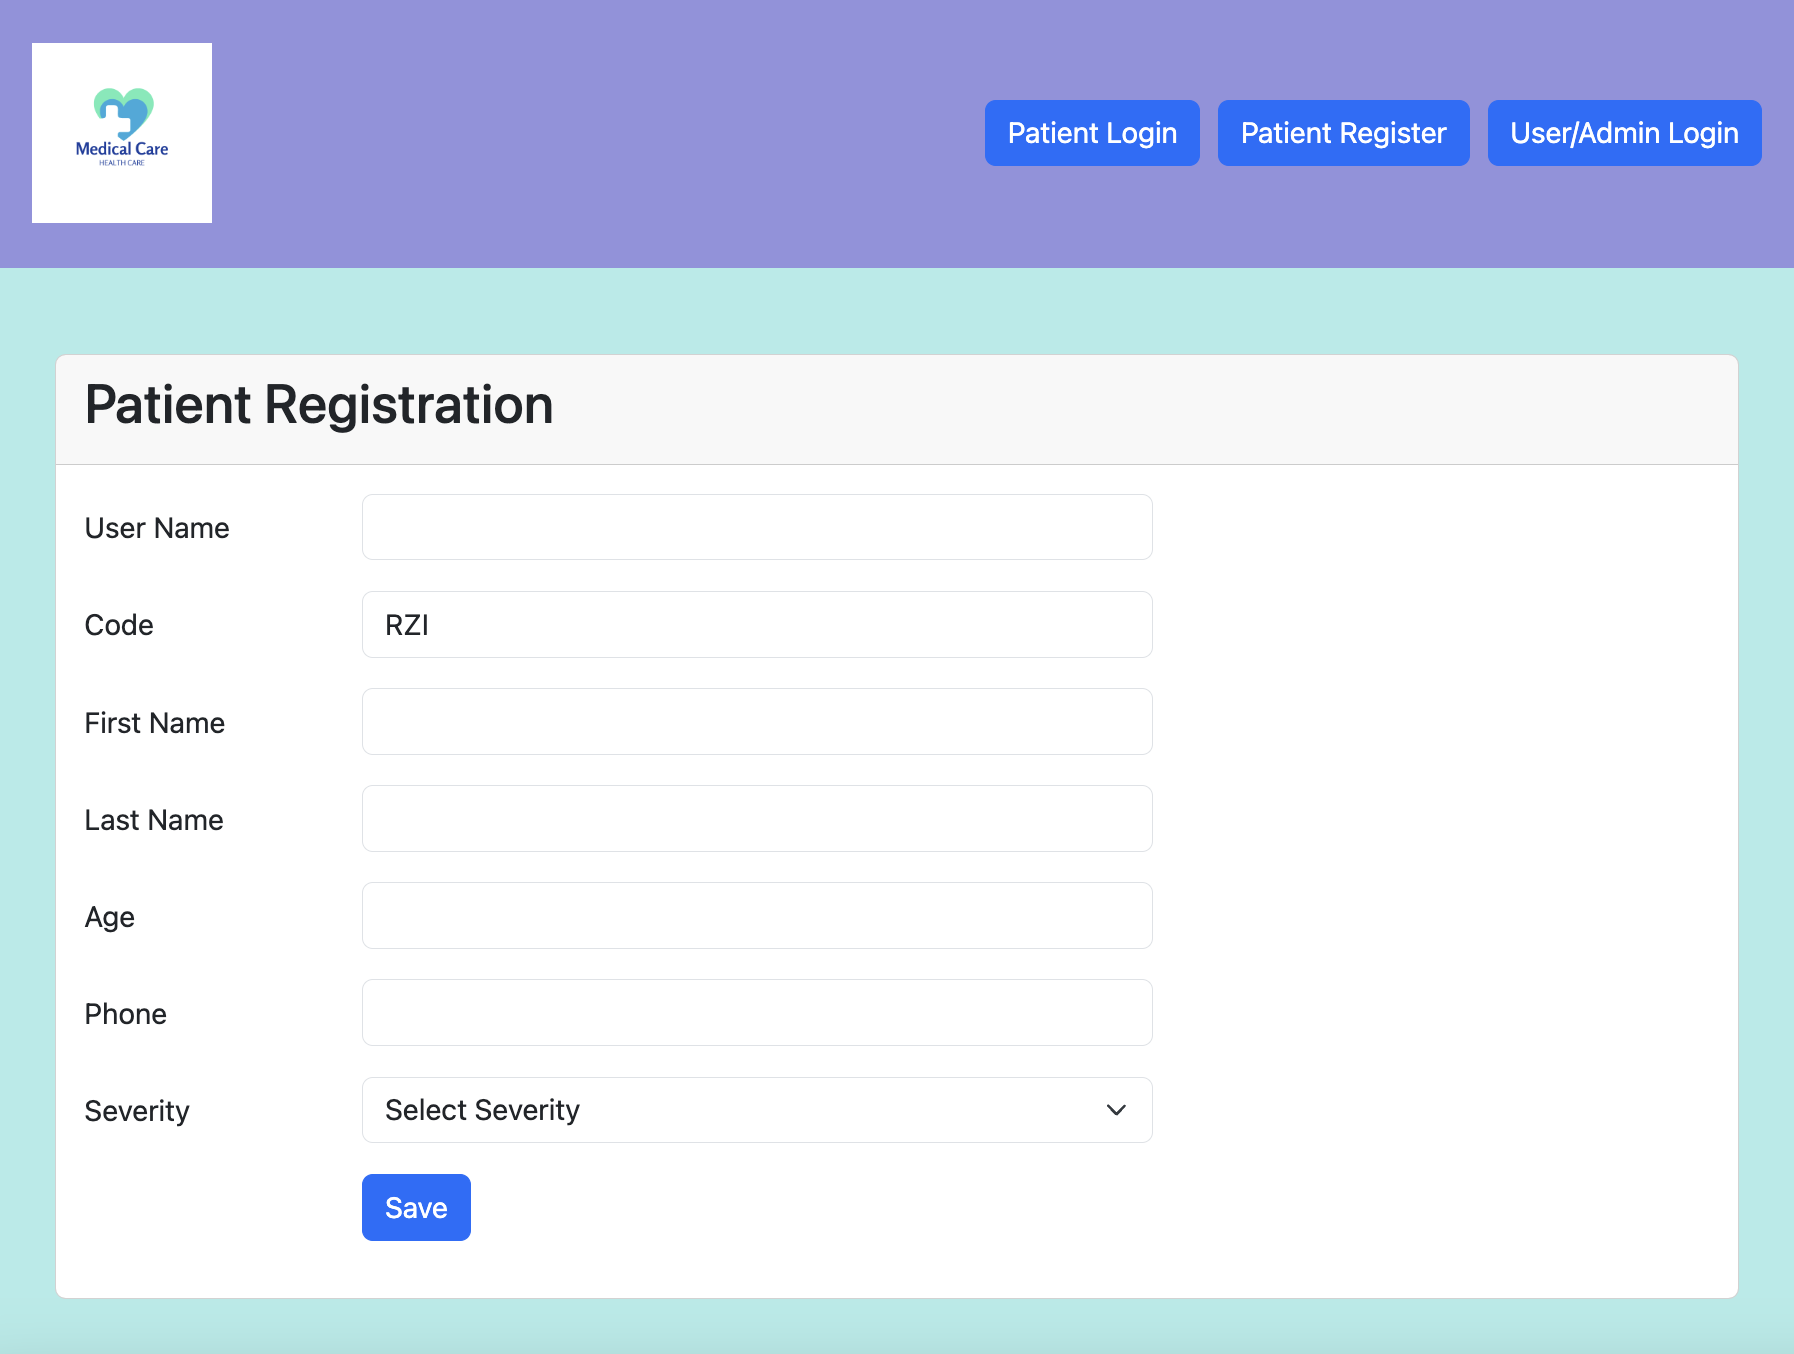 Medical Care
HEALTH CARE
Patient Login
Patient Register
User/Admin Login
Patient Registration
User Name
Code
RZI
First Name
Last Name
Age
Phone
Severity
Select Severity
Save